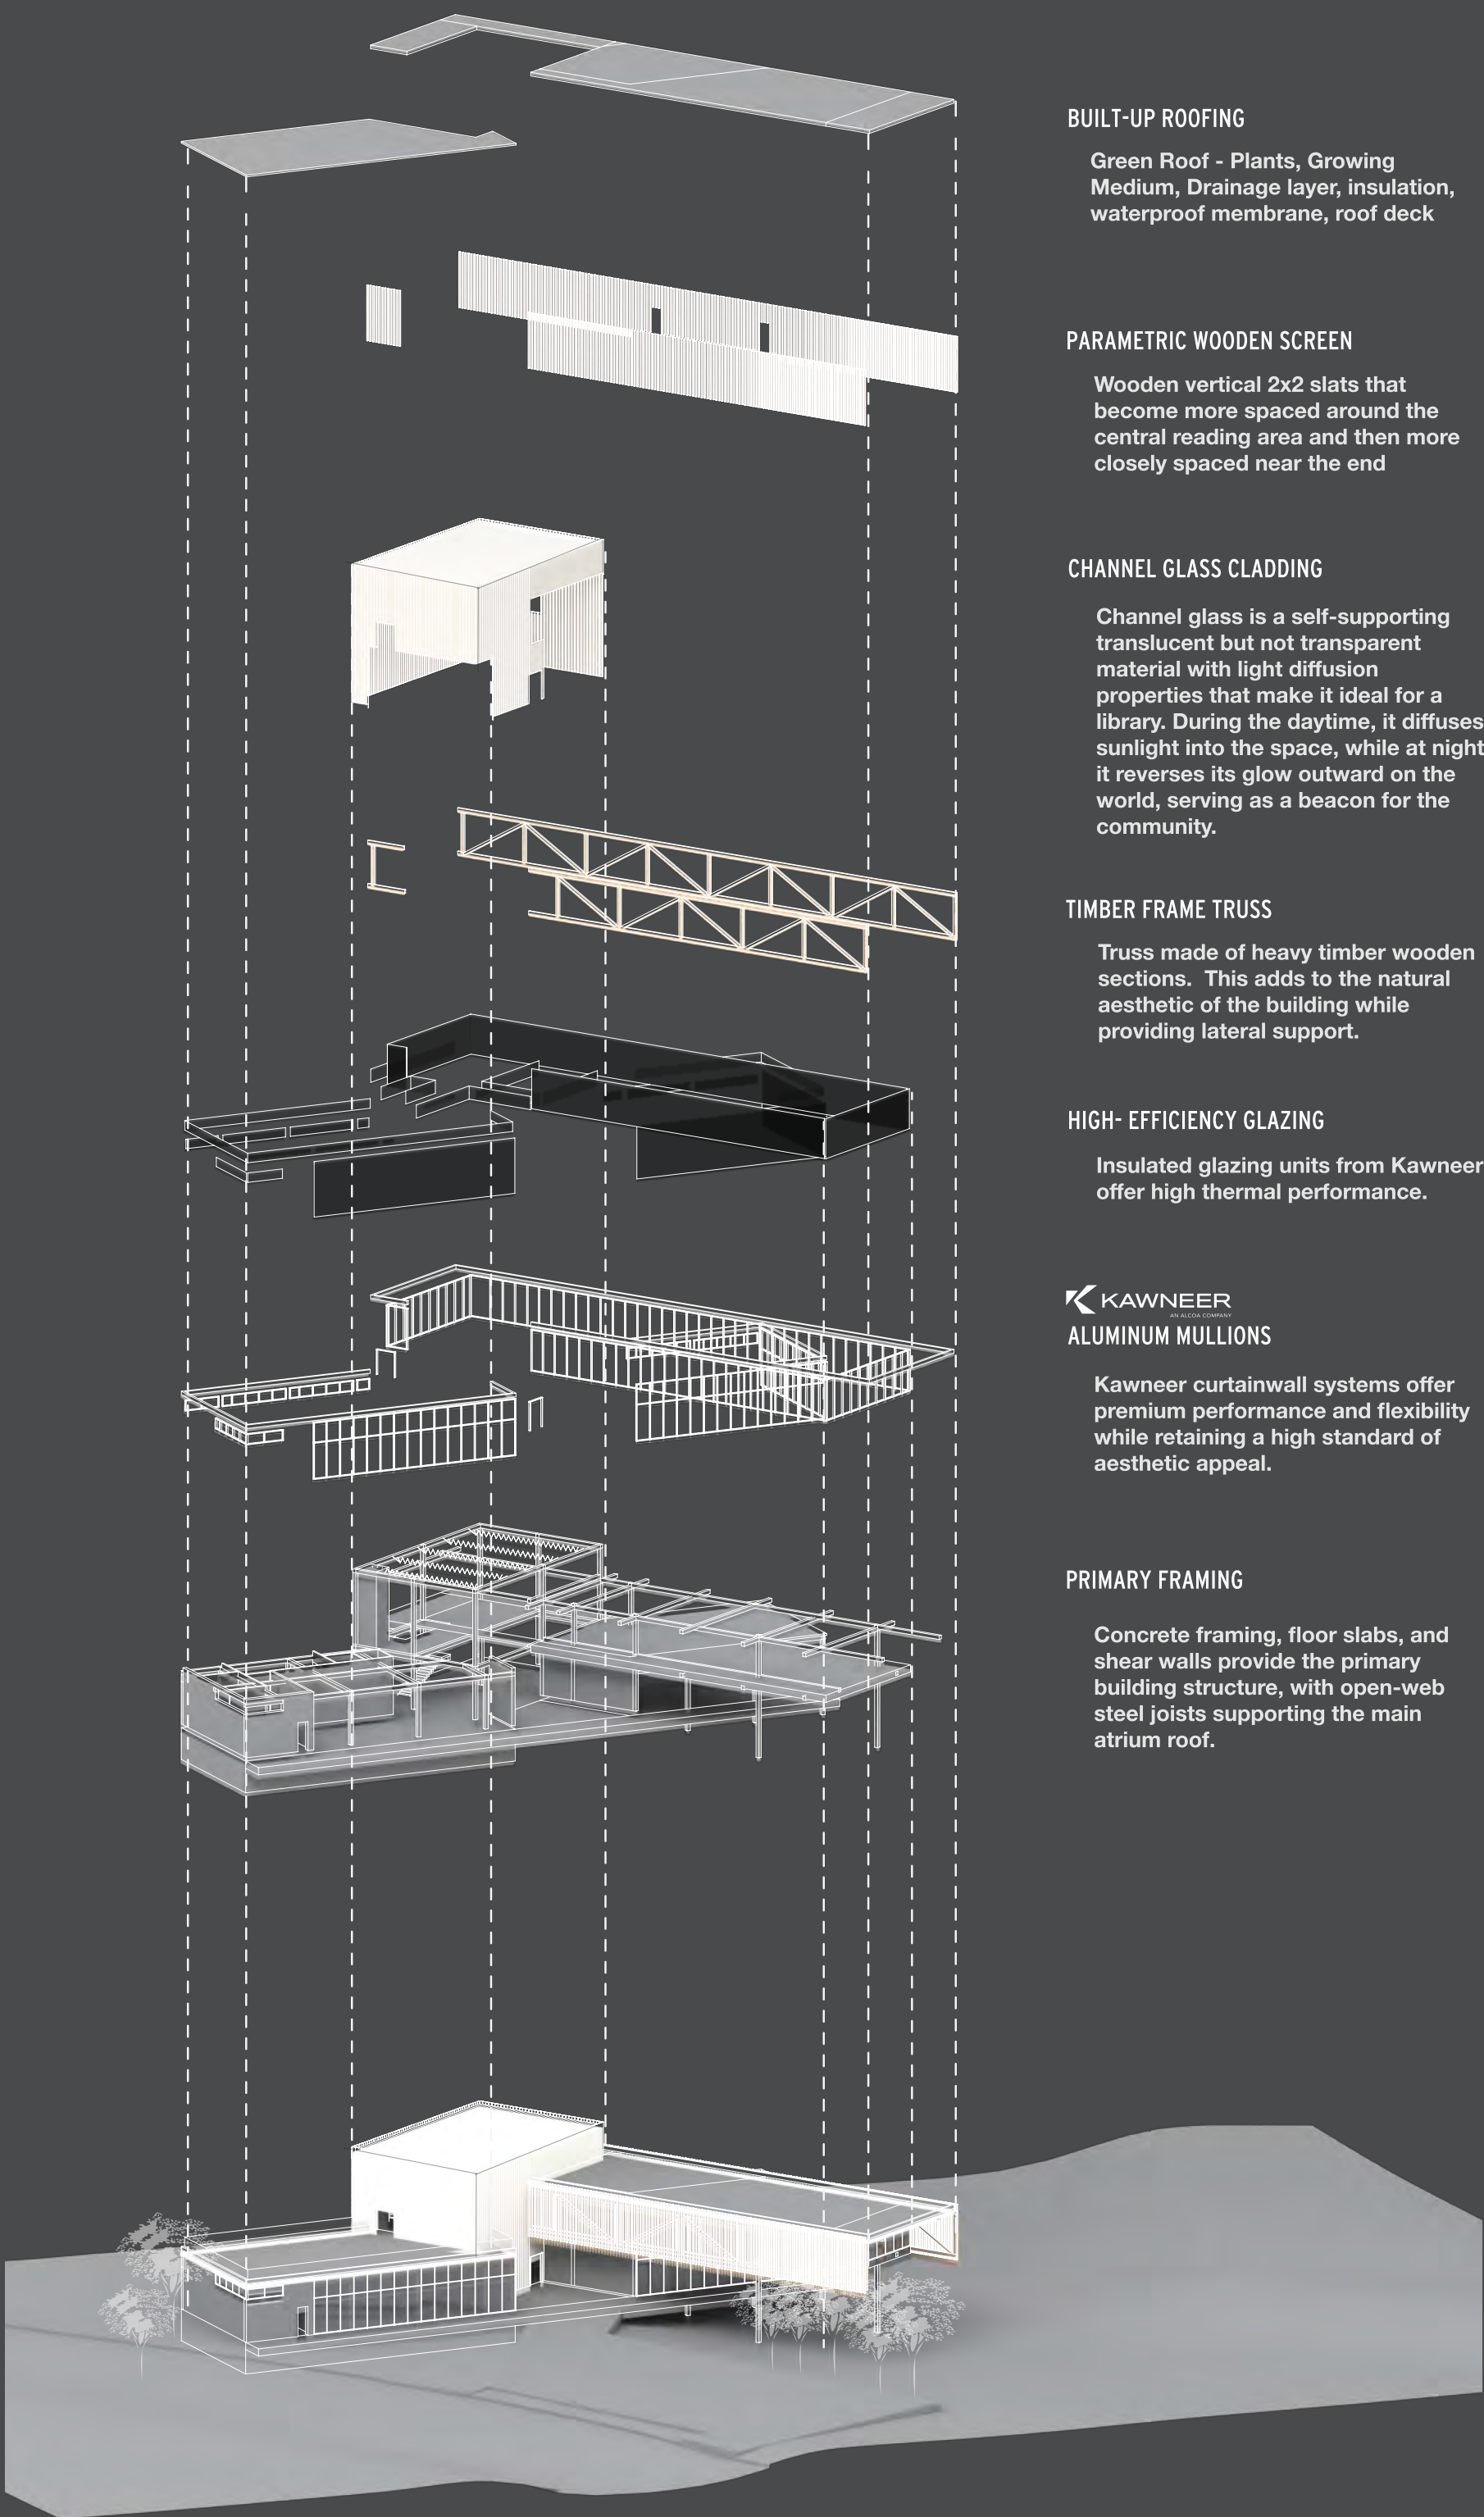 BUILT-UP ROOFING
Green Roof - Plants, Growing
Medium, Drainage layer, insulation,
waterproof membrane, roof deck
PARAMETRIC WOODEN SCREEN
Wooden vertical 2x2 slats that
become more spaced around the
central reading area and then more
closely spaced near the end
CHANNEL GLASS CLADDING
Channel glass is a self-supporting
translucent but not transparent
material with light diffusion
properties that make it ideal for a
library. During the daytime, it diffuses
sunlight into the space, while at night
it reverses its glow outward on the
world, serving as a beacon for the
community.
TIMBER FRAME TRUSS
Truss made of heavy timber wooden
sections.  This adds to the natural
aesthetic of the building while
providing lateral support.
HIGH- EFFICIENCY GLAZING
Insulated glazing units from Kawneer
offer high thermal performance.
KAWNEER
AN ALCOA COMPANY
ALUMINUM MULLIONS
Kawneer curtainwall systems offer
premium performance and flexibility
while retaining a high standard of
aesthetic appeal.
PRIMARY FRAMING
Concrete framing, floor slabs, and
shear walls provide the primary
building structure, with open-web
steel joists supporting the main
atrium roof.